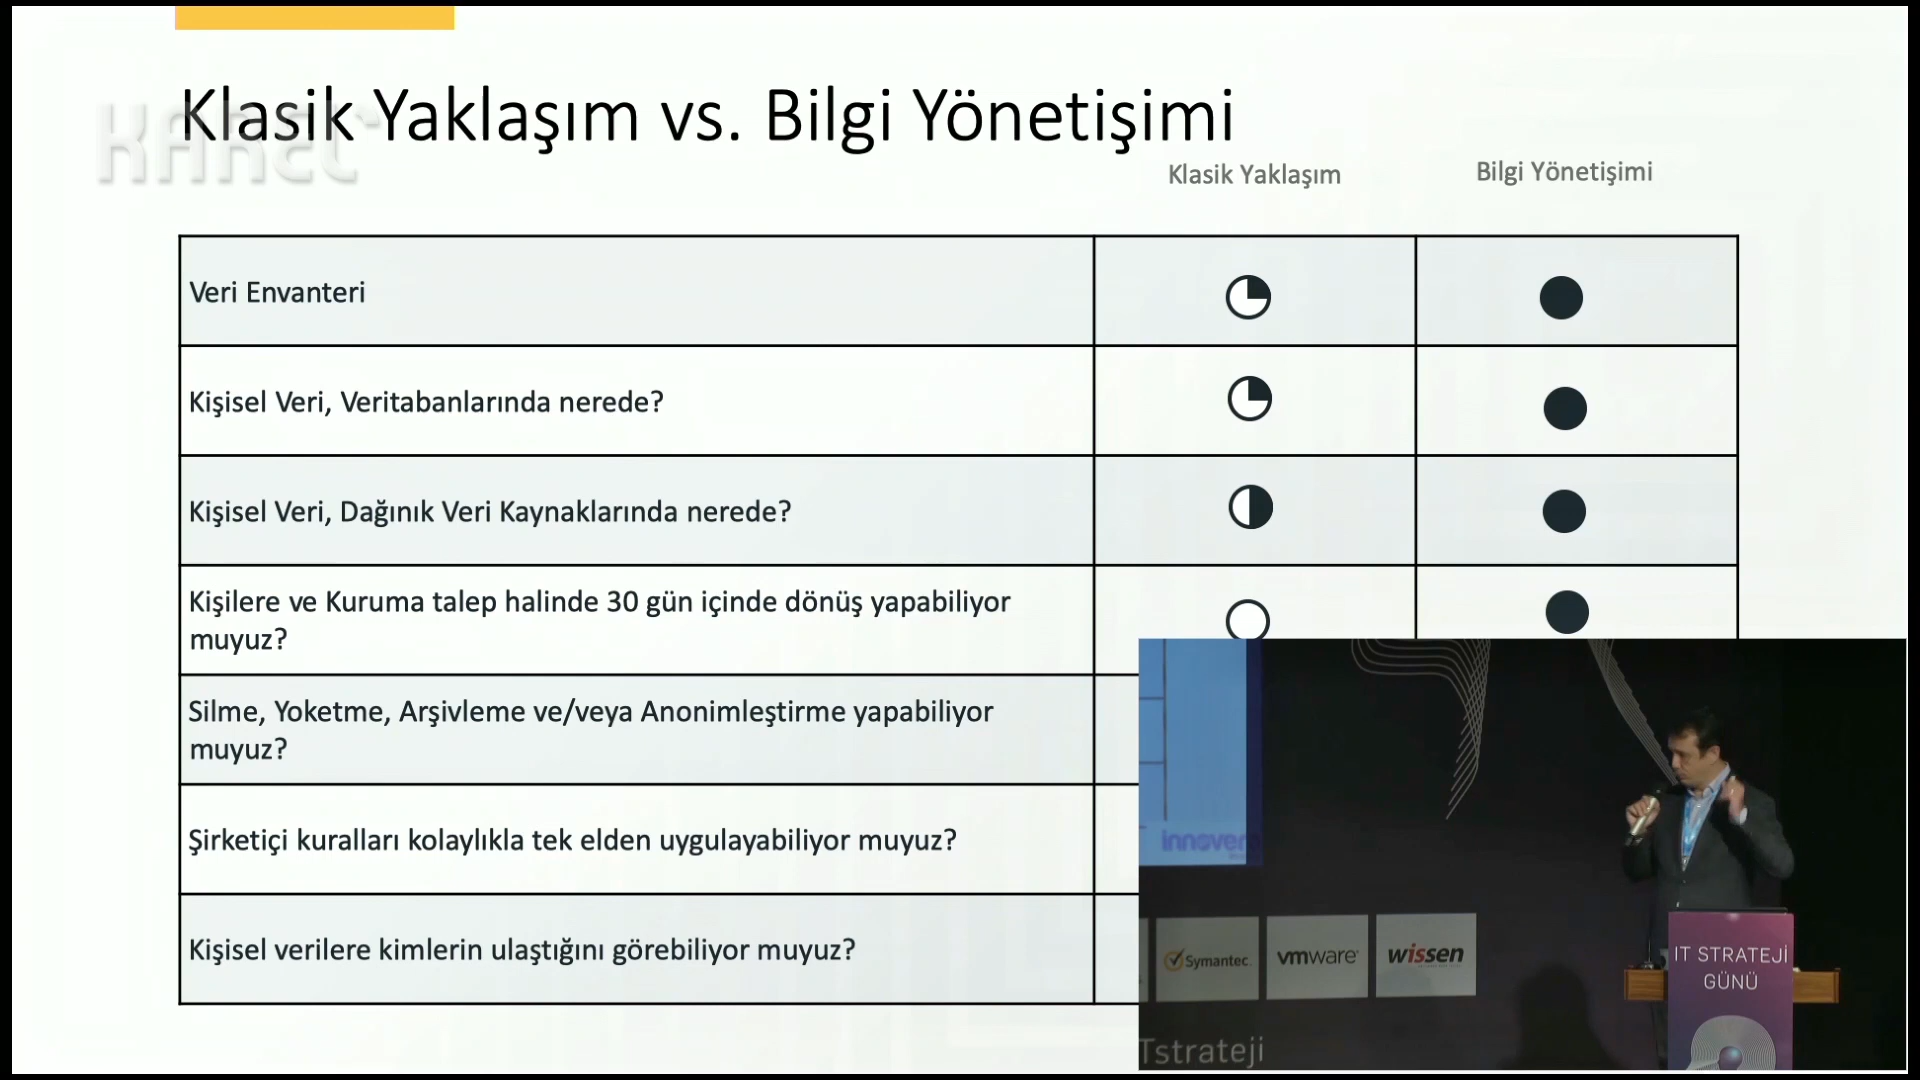 Klasik Yaklaşım vs. Bilgi Yönetişimi
KAREL
Klasik Yaklaşım
Bilgi Yönetişimi
Veri Envanteri
Kişisel Veri, Veritabanlarında nerede?
Kişisel Veri, Dağınık Veri Kaynaklarında nerede?
Kişilere ve Kuruma talep halinde 30 gün içinde dönüş yapabiliyor
muyuz?
Silme, Yoketme, Arşivleme ve/veya Anonimleştirme yapabiliyor
muyuz?
Şirketiçi kuralları kolaylıkla tek elden uygulayabiliyor muyuz?
Kişisel verilere kimlerin ulaştığını görebiliyor muyuz?
innovera
Symantec.
vmware
wissen
IT STRATEJİ
GÜNÜ
Tstrateji